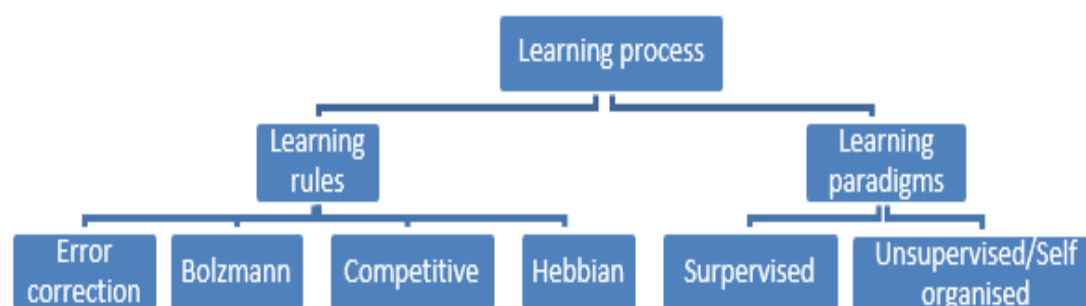 Learning process
Learning
rules
Learning
paradigms
Error
correction
Bolzmann
Competitive
Hebbian
Surpervised
Unsupervised/Self
organised